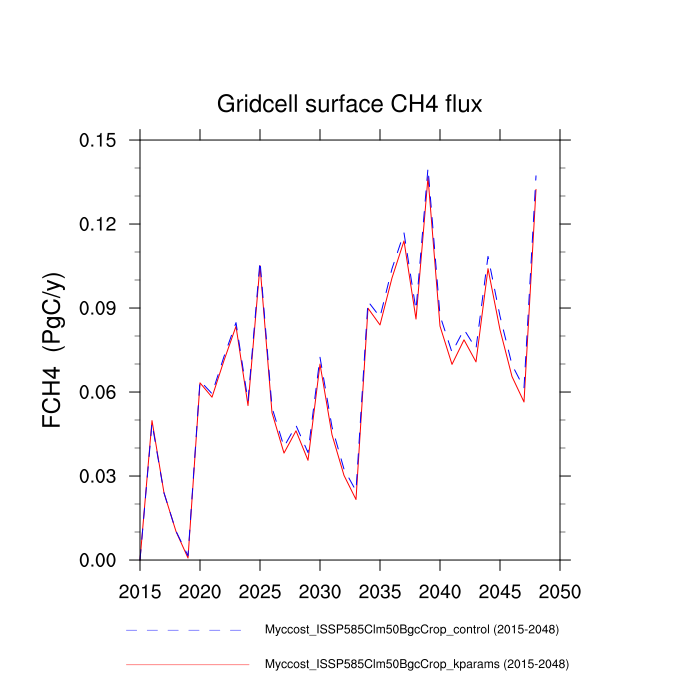 Gridcell surface CH4 flux
0.15
0.12
0.09
0.06
0.03
0.00
FCH4 (PgC/y)
2015 2020 2025 2030 2035 2040 2045 2050
Myccost_ISSP585Clm50BgcCrop_control (2015-2048)
Myccost_ISSP585Clm50BgcCrop_kparams (2015-2048)